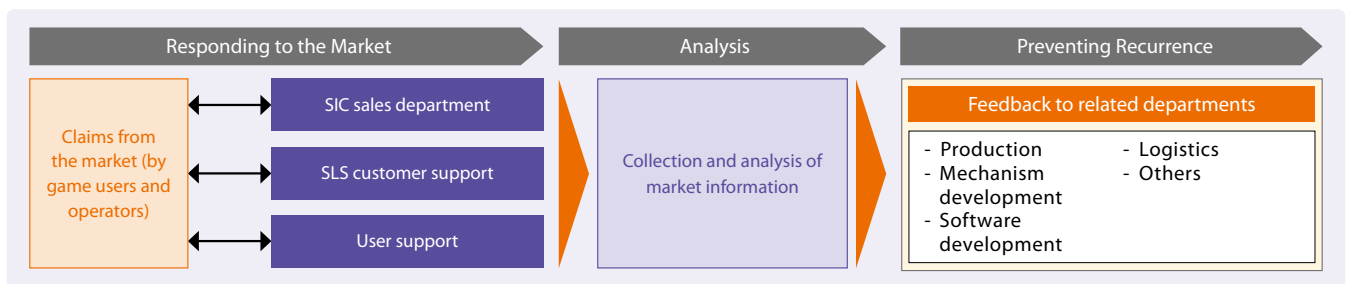 Responding to the Market
Analysis
Preventing Recurrence
Claims from
the market (by
game users and
operators)
SIC sales department
SLS customer support
User support
Collection and analysis of
market information
Feedback to related departments
- Production
- Mechanism
development
- Software
development
- Logistics
- Others